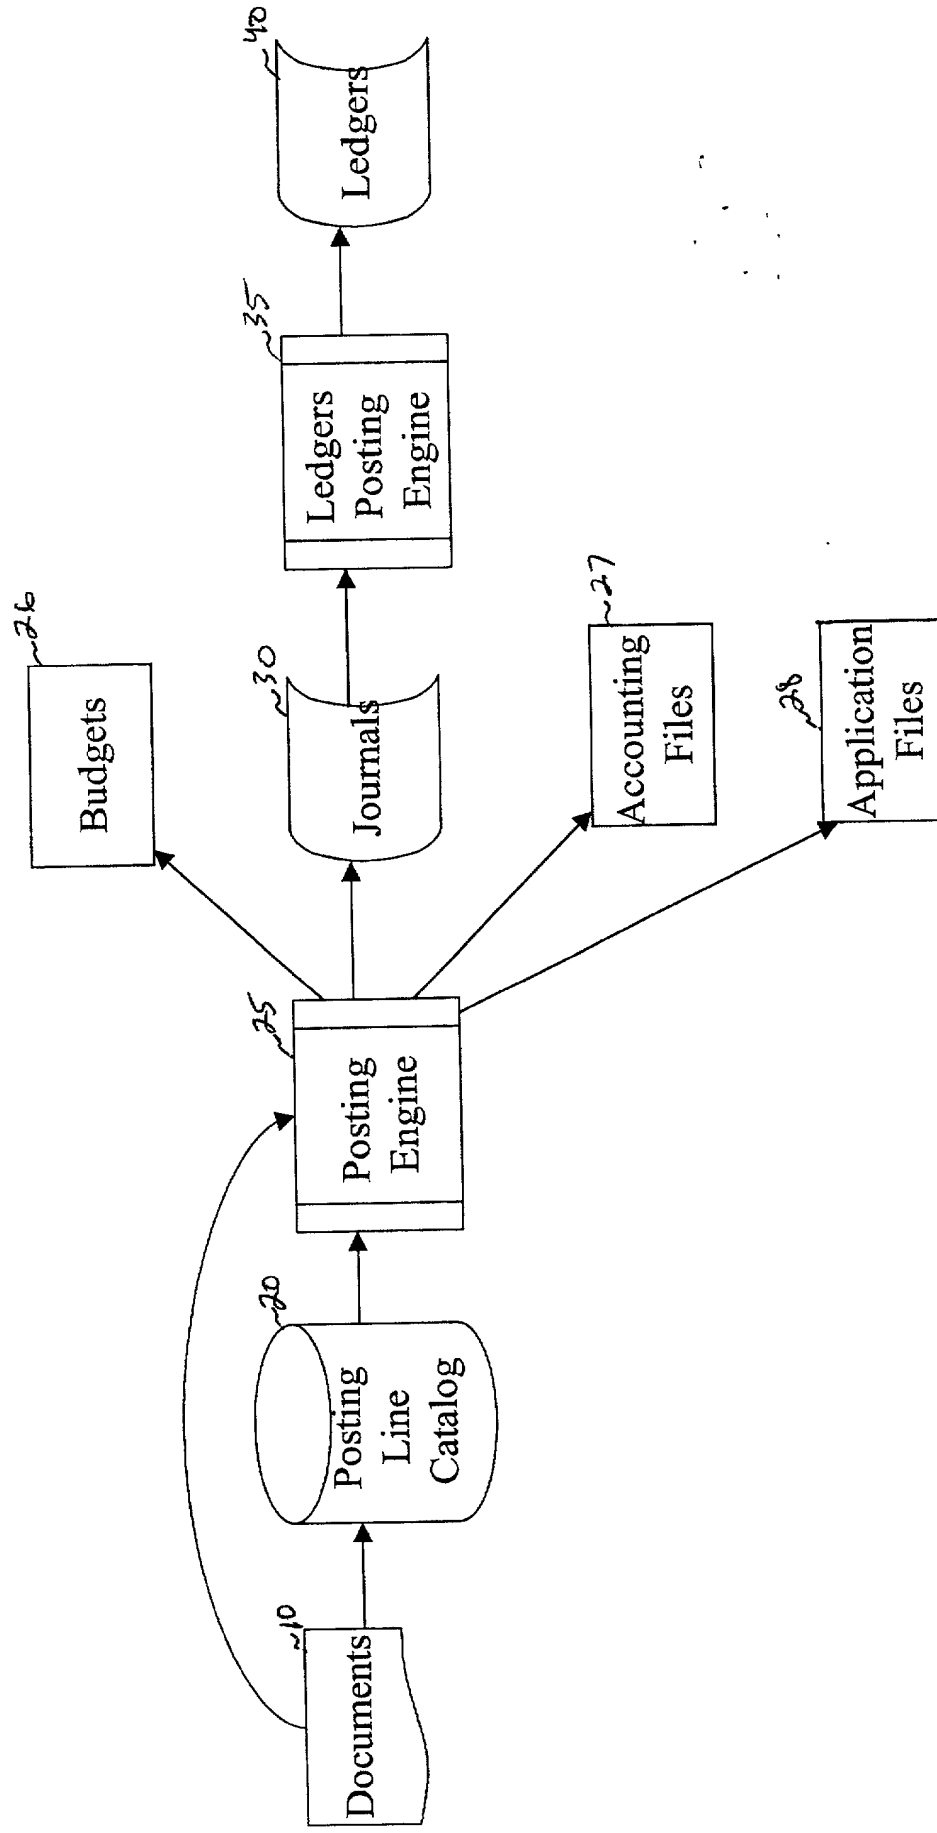 Documents
10
Posting
Line
Catalog
20
Posting
Engine
25
Budgets
26
Journals
30
Accounting
Files
27
Application
Files
28
Ledgers
Posting
Engine
35
Ledgers
40